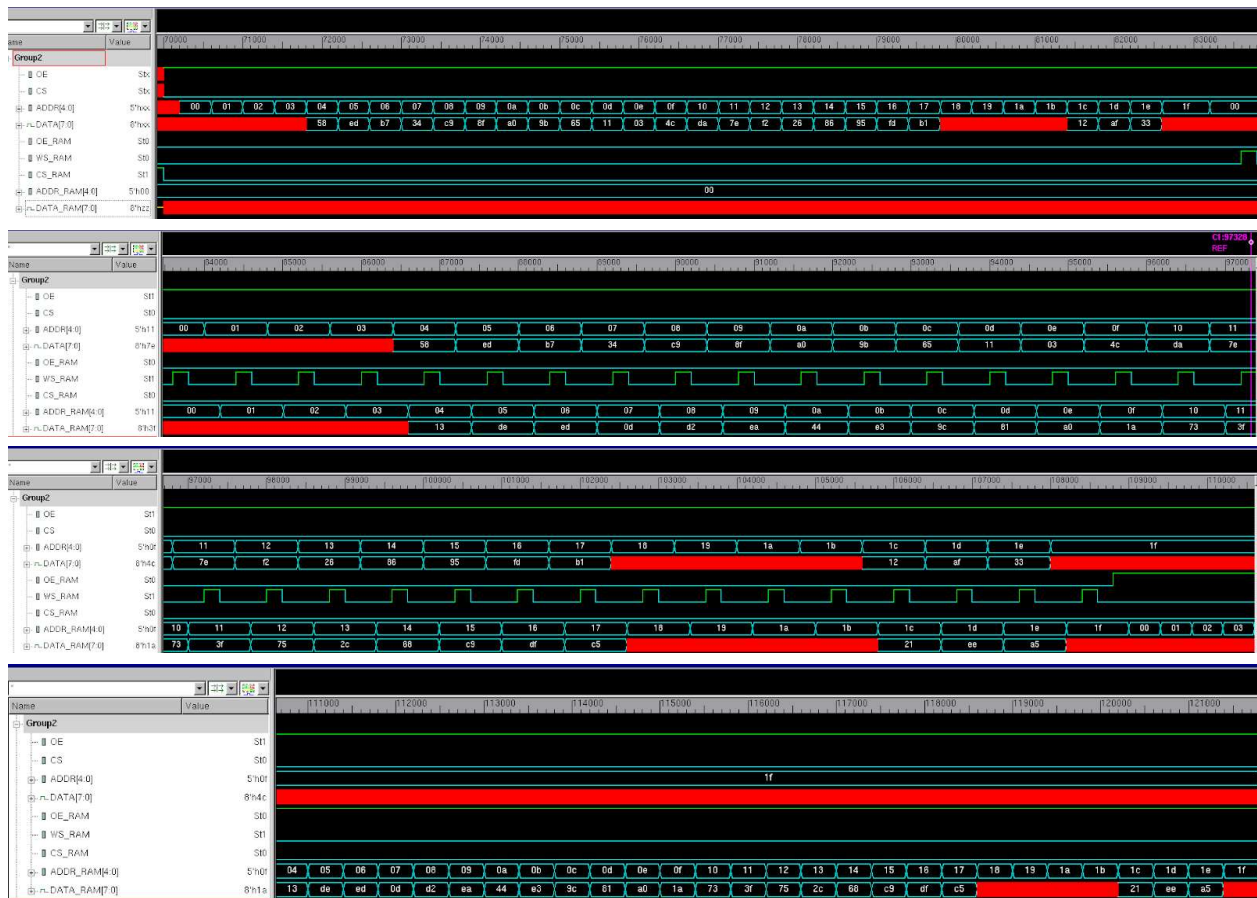 ame Value 70000 71000 72000 73000 74000 75000 76000 77000 78000 79000 80000 81000 82000 83000
Group2
OE Stx
CS Stx
ADDR[4:0] 5'hxx 00 01 02 03 04 05 06 07 08 09 0a 0b 0c 0d 0e 0f 10 11 12 13 14 15 16 17 18 19 1a 1b 1c 1d 1e 1f 00
DATA[7:0] 8'hxx 58 ed b7 34 c9 8f a0 9b 65 11 03 4c da 7e f2 26 86 95 fd b1 12 af 33
OE_RAM St0
WS_RAM St0
CS_RAM St1
ADDR_RAM[4:0] 5'h00 00
DATA_RAM[7:0] 8'hzz
C1:97328
REF
Name Value 84000 85000 86000 87000 88000 89000 90000 91000 92000 93000 94000 95000 96000 97000
Group2
OE St1
CS St0
ADDR[4:0] 5'h11 00 01 02 03 04 05 06 07 08 09 0a 0b 0c 0d 0e 0f 10 11
DATA[7:0] 8'h7e 58 ed b7 34 c9 8f a0 9b 65 11 03 4c da 7e
OE_RAM St0
WS_RAM St1
CS_RAM St0
ADDR_RAM[4:0] 5'h11 00 01 02 03 04 05 06 07 08 09 0a 0b 0c 0d 0e 0f 10 11
DATA_RAM[7:0] 8'h3f 13 de ed 0d d2 ea 44 e3 9c 81 a0 1a 73 3f
Name Value 97000 98000 99000 100000 101000 102000 103000 104000 105000 106000 107000 108000 109000 110000
Group2
OE St1
CS St0
ADDR[4:0] 5'h0f 11 12 13 14 15 16 17 18 19 1a 1b 1c 1d 1e 1f
DATA[7:0] 8'h4c 7e f2 26 86 95 fd b1 12 af 33
OE_RAM St0
WS_RAM St1
CS_RAM St0
ADDR_RAM[4:0] 5'h0f 10 11 12 13 14 15 16 17 18 19 1a 1b 1c 1d 1e 1f 00 01 02 03
DATA_RAM[7:0] 8'h1a 73 3f 75 2c 68 c9 df c5 21 ee a5
Name Value 111000 112000 113000 114000 115000 116000 117000 118000 119000 120000 121000
Group2
OE St1
CS St0
ADDR[4:0] 5'h0f 1f
DATA[7:0] 8'h4c
OE_RAM St0
WS_RAM St1
CS_RAM St0
ADDR_RAM[4:0] 5'h0f 04 05 06 07 08 09 0a 0b 0c 0d 0e 0f 10 11 12 13 14 15 16 17 18 19 1a 1b 1c 1d 1e 1f
DATA_RAM[7:0] 8'h1a 13 de ed 0d d2 ea 44 e3 9c 81 a0 1a 73 3f 75 2c 68 c9 df c5 21 ee a5